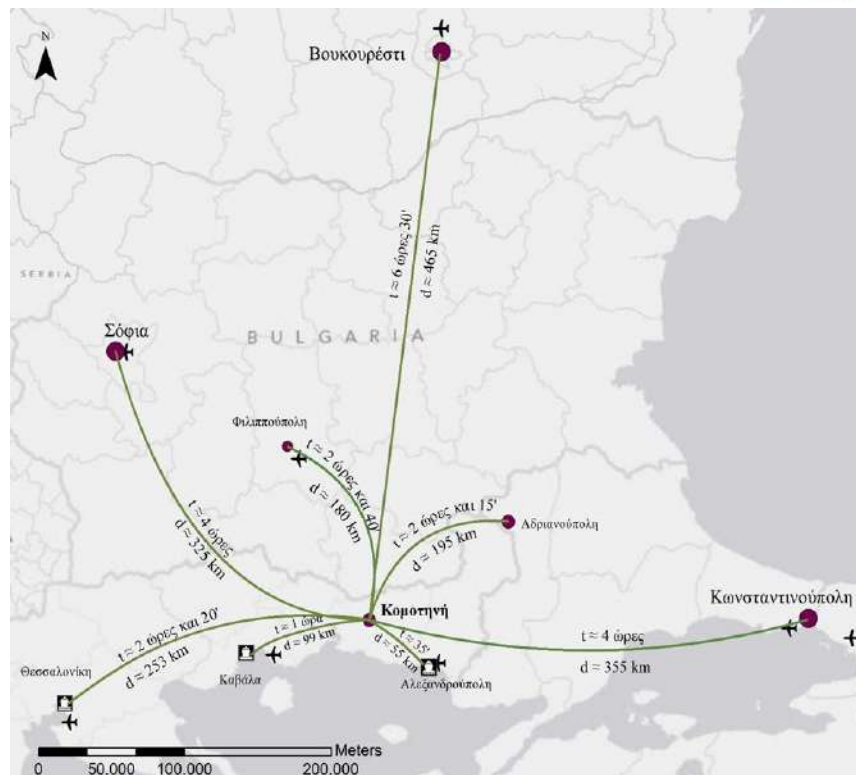 N
Βουκουρέστι
t ≈ 6 ώρες 30'
d ≈ 465 km
SERBIA
Σόφια
BULGARIA
Φιλιππούπολη
t ≈ 2 ώρες και 40'
d ≈ 180 km
t ≈ 4 ώρες
d ≈ 325 km
t ≈ 2 ώρες και 15'
d ≈ 195 km
Αδριανούπολη
Κωνσταντινούπολη
Κομοτηνή
t ≈ 1 ώρα
d ≈ 99 km
t ≈ 35'
d ≈ 55 km
t ≈ 4 ώρες
d ≈ 355 km
t ≈ 2 ώρες και 20'
d ≈ 253 km
Θεσσαλονίκη
Καβάλα
Αλεξανδρούπολη
Meters
0 50.000 100.000 200.000